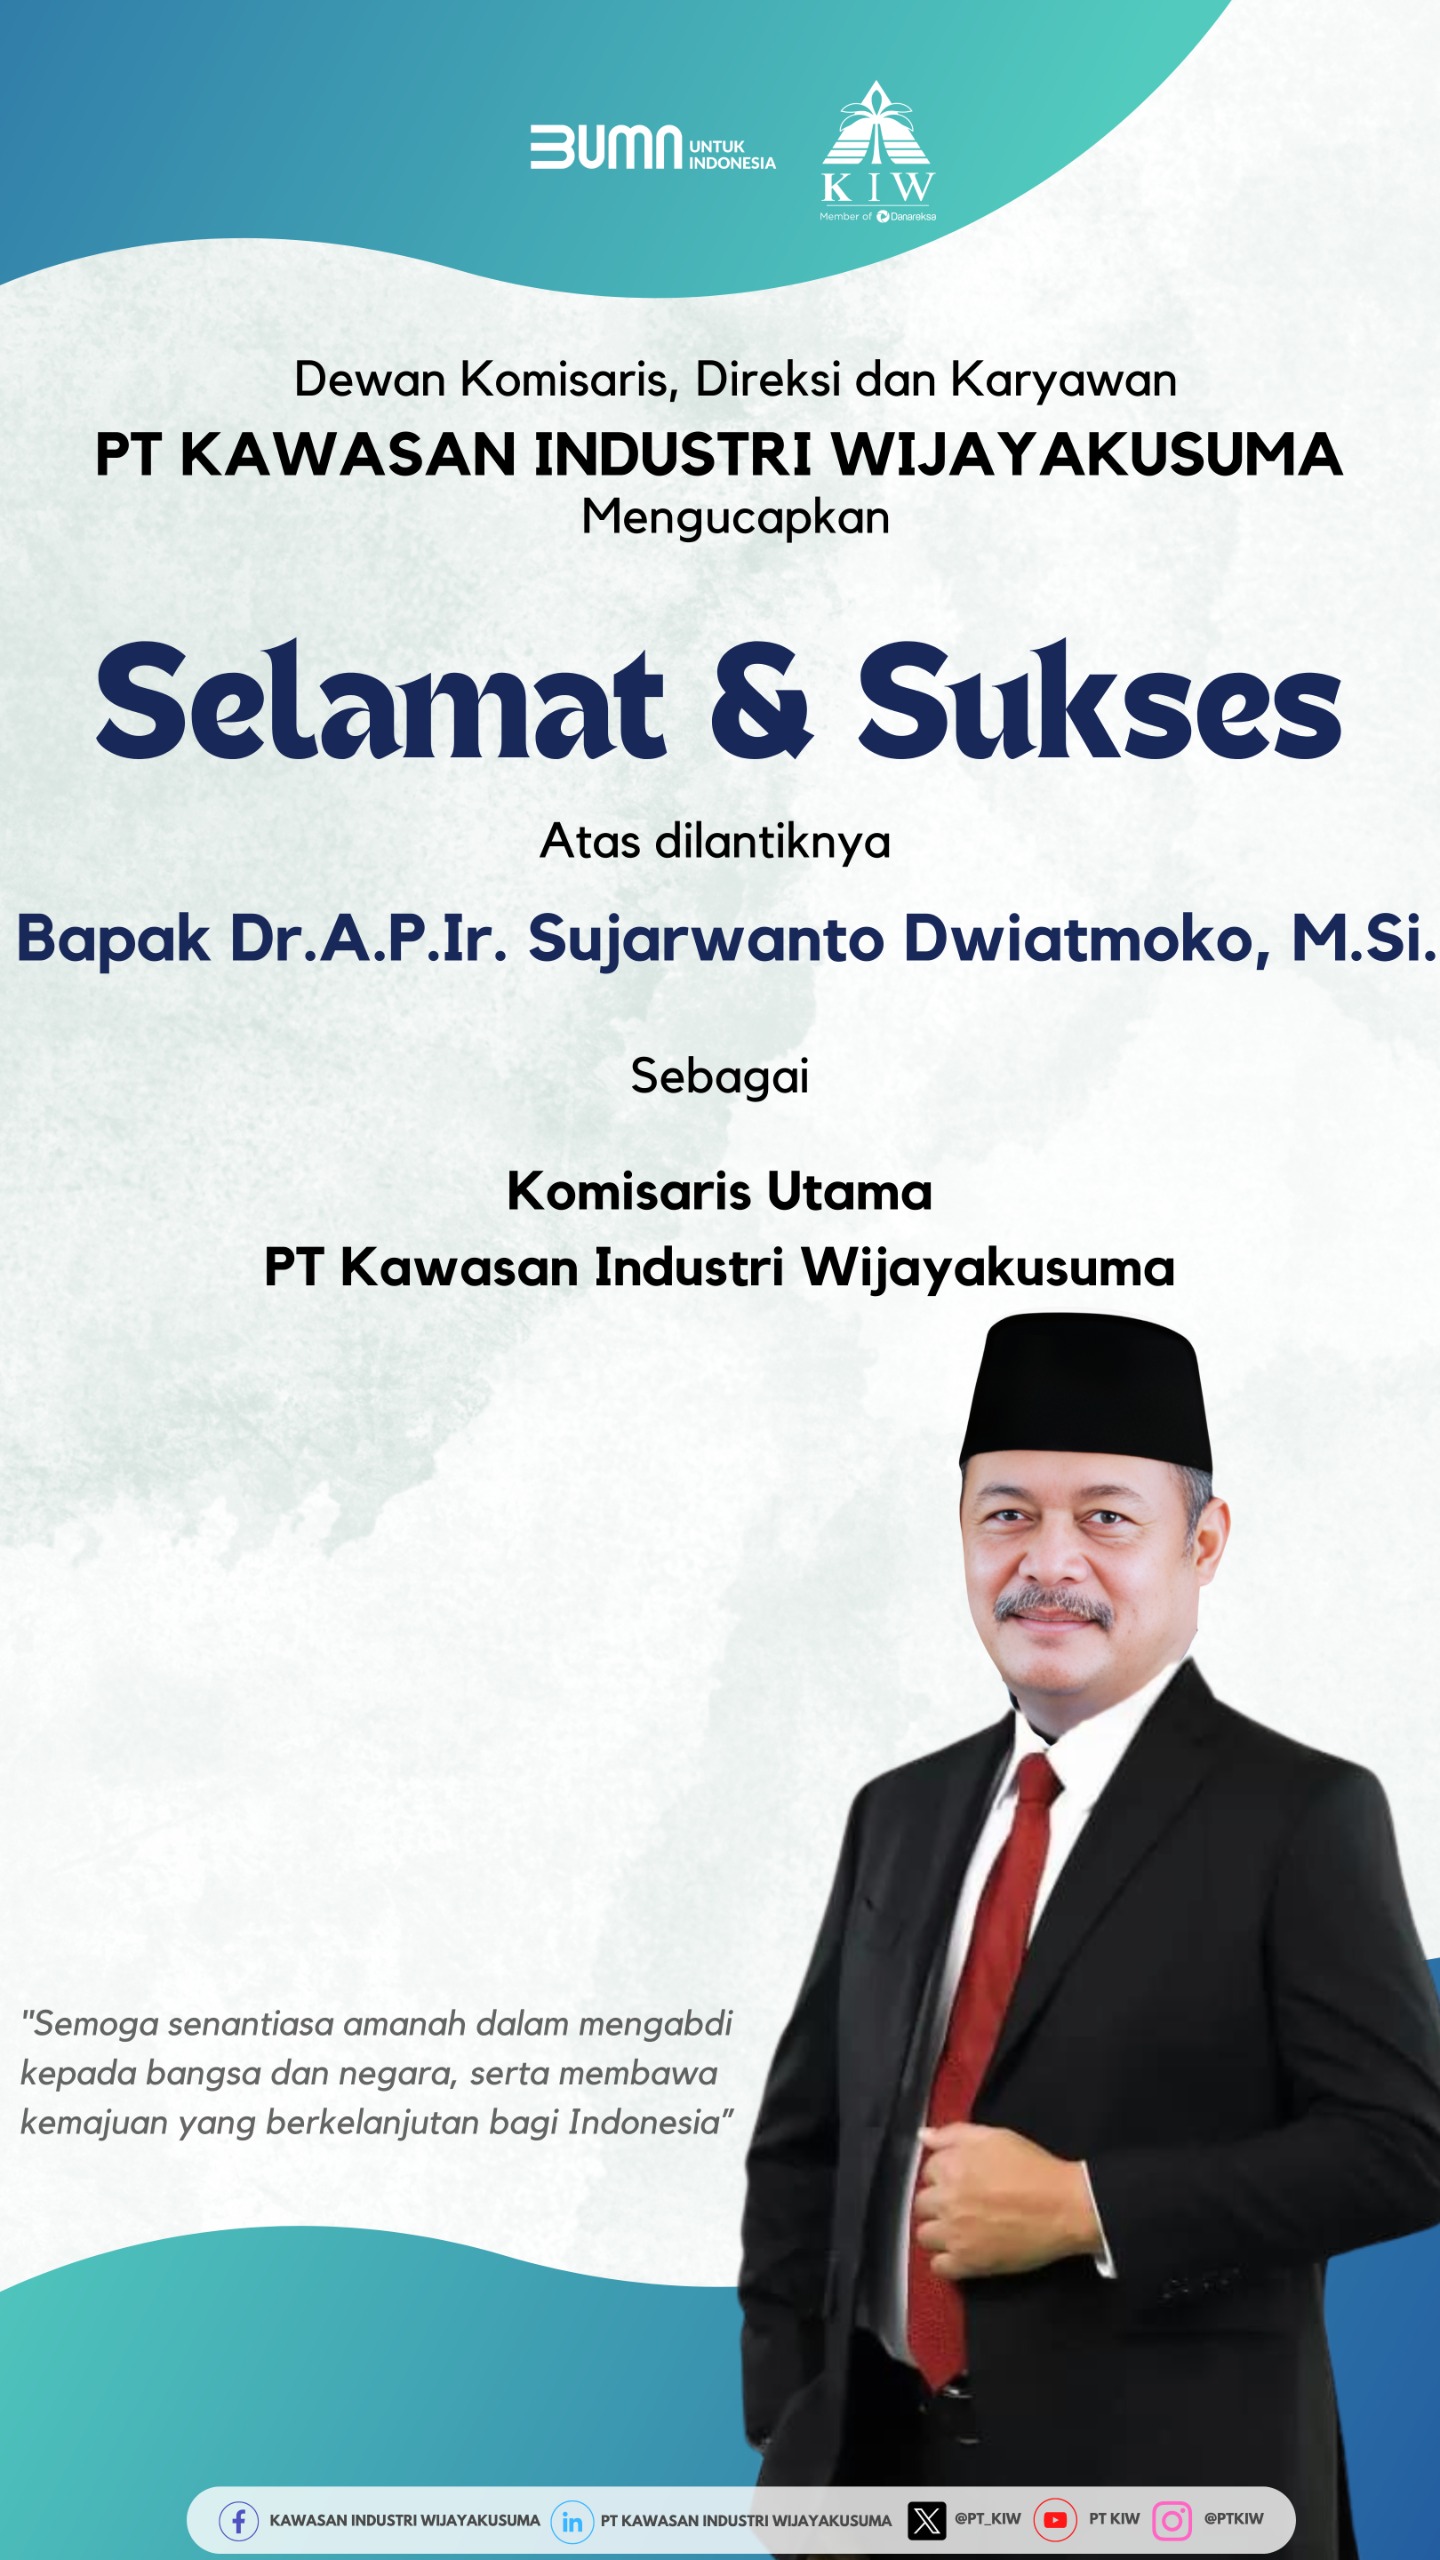 BUMN UNTUK
INDONESIA
KIW
Member of Danareksa
Dewan Komisaris, Direksi dan Karyawan
PT KAWASAN INDUSTRI WIJAYAKUSUMA
Mengucapkan
Selamat & Sukses
Atas dilantiknya
Bapak Dr.A.P.Ir. Sujarwanto Dwiatmoko, M.Si.
Sebagai
Komisaris Utama
PT Kawasan Industri Wijayakusuma
"Semoga senantiasa amanah dalam mengabdi
kepada bangsa dan negara, serta membawa
kemajuan yang berkelanjutan bagi Indonesia"
KAWASAN INDUSTRI WIJAYAKUSUMA PT KAWASAN INDUSTRI WIJAYAKUSUMA @PT_KIW PT KIW @PTKIW